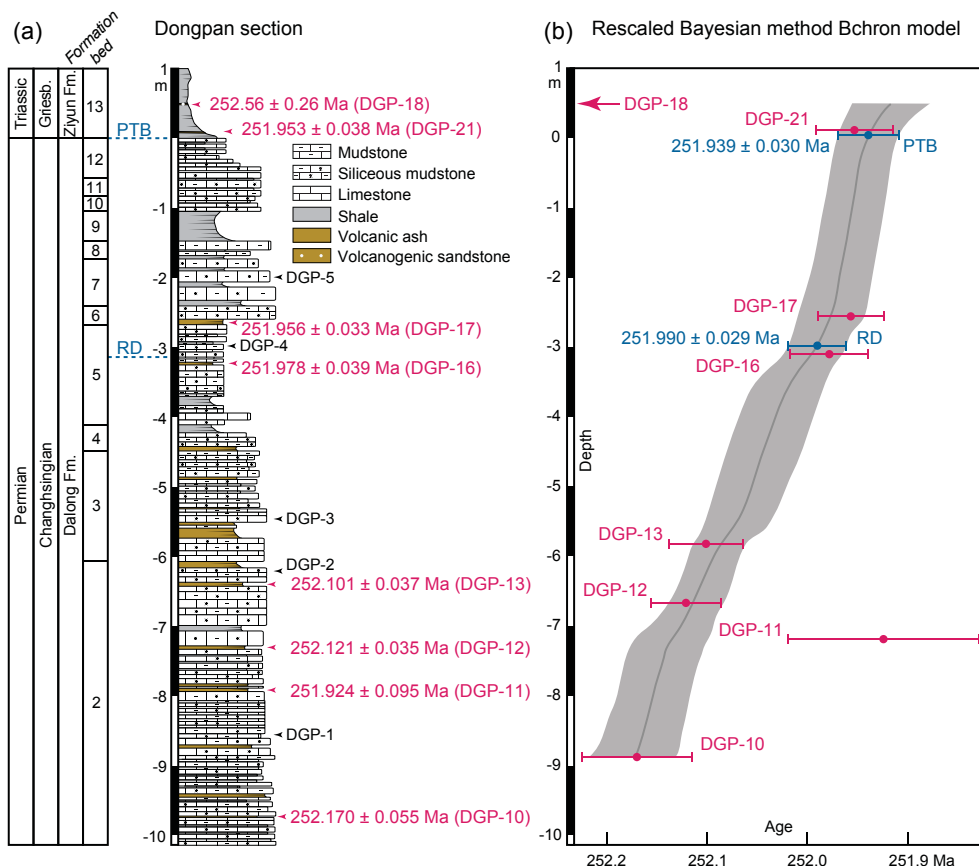 (a)
Formation
bed
Dongpan section
Triassic
Griesb.
Ziyun Fm.
Permian
Changhsingian
Dalong Fm.
13
12
11
10
9
8
7
6
5
4
3
2
PTB
RD
1
m
-1
-2
-3
-4
-5
-6
-7
-8
-9
-10
252.56 ± 0.26 Ma (DGP-18)
251.953 ± 0.038 Ma (DGP-21)
Mudstone
Siliceous mudstone
Limestone
Shale
Volcanic ash
Volcanogenic sandstone
DGP-5
251.956 ± 0.033 Ma (DGP-17)
DGP-4
251.978 ± 0.039 Ma (DGP-16)
DGP-3
DGP-2
252.101 ± 0.037 Ma (DGP-13)
252.121 ± 0.035 Ma (DGP-12)
251.924 ± 0.095 Ma (DGP-11)
DGP-1
252.170 ± 0.055 Ma (DGP-10)
(b)
Rescaled Bayesian method Bchron model
1
m
0
-1
-2
-3
-4
-5
-6
-7
-8
-9
-10
Depth
DGP-18
DGP-21
251.939 ± 0.030 Ma
PTB
DGP-17
251.990 ± 0.029 Ma
RD
DGP-16
DGP-13
DGP-12
DGP-11
DGP-10
Age
252.2
252.1
252.0
251.9 Ma